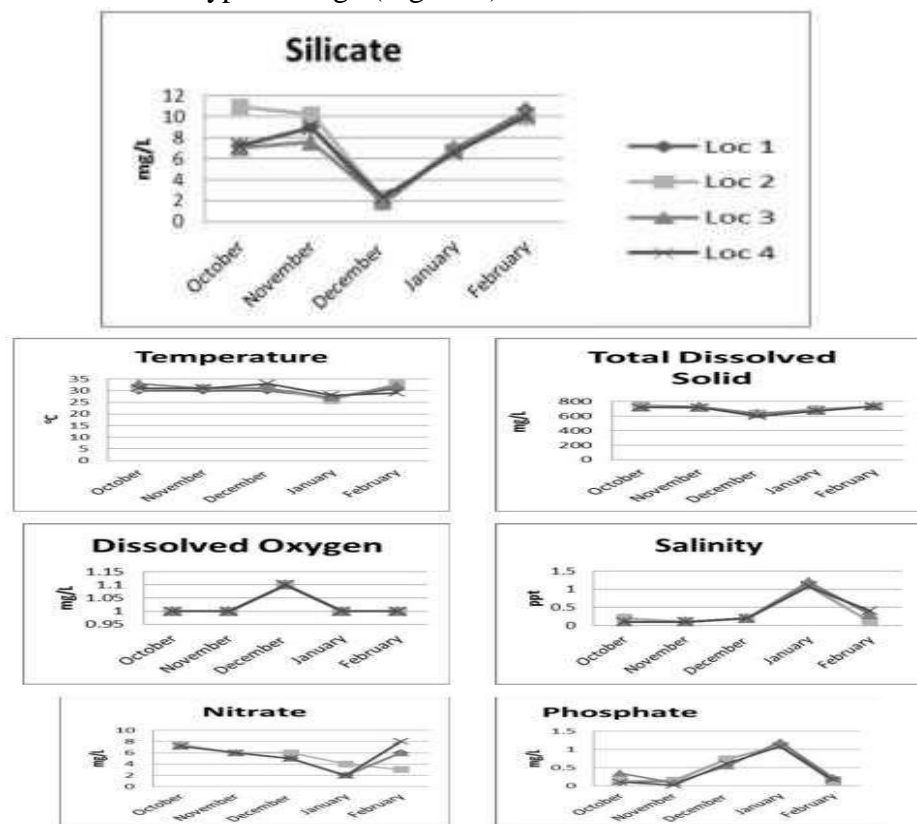 Silicate
12
10
8
6
4
2
0
mg/L
October
November
December
January
February
Loc 1
Loc 2
Loc 3
Loc 4
Temperature
35
30
25
20
15
10
5
0
°C
October
November
December
January
February
Total Dissolved
Solid
800
600
400
200
0
mg/L
October
November
December
January
February
Dissolved Oxygen
1.15
1.1
1.05
1
0.95
mg/L
October
November
December
January
February
Salinity
1.5
1
0.5
0
ppt
October
November
December
January
February
Nitrate
10
8
6
4
2
0
mg/L
October
November
December
January
February
Phosphate
1.5
1
0.5
0
mg/L
October
November
December
January
February